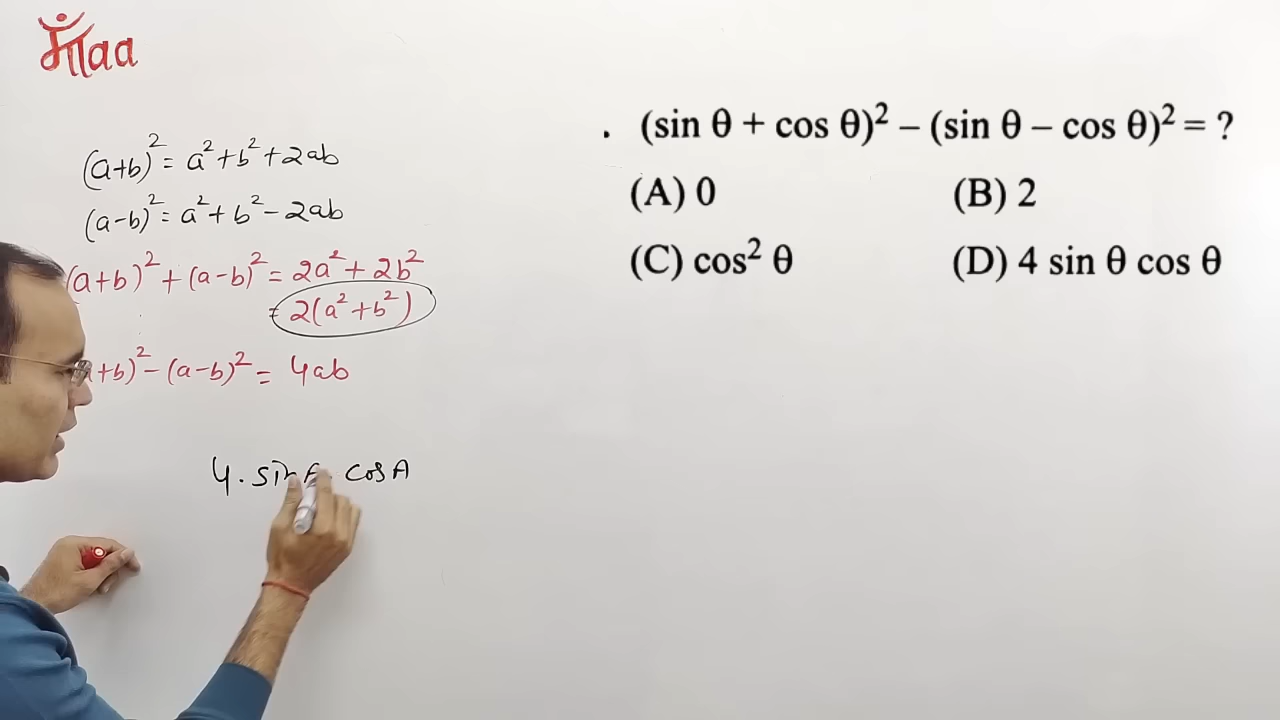 माaa
(a+b)² = a² + b² + 2ab
(a-b)² = a² + b² - 2ab
(a+b)² + (a-b)² = 2a² + 2b²
= 2(a² + b²)
+b)² - (a-b)² = 4ab
4. sin cosA
. (sin θ + cos θ)² – (sin θ – cos θ)² = ?
(A) 0 (B) 2
(C) cos² θ (D) 4 sin θ cos θ